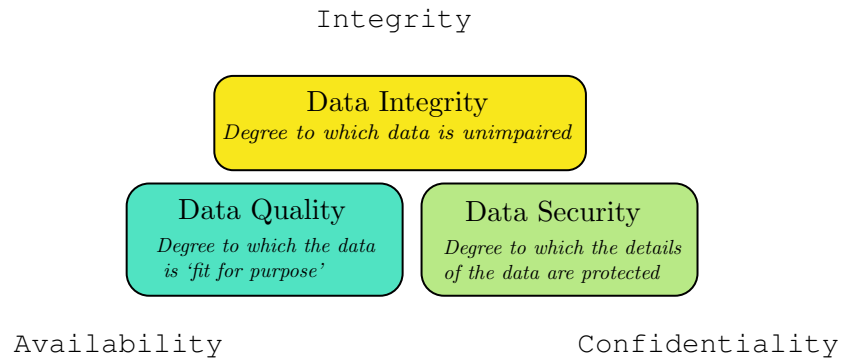 Integrity
Data Integrity
Degree to which data is unimpaired
Data Quality
Degree to which the data
is ‘fit for purpose’
Data Security
Degree to which the details
of the data are protected
Availability
Confidentiality